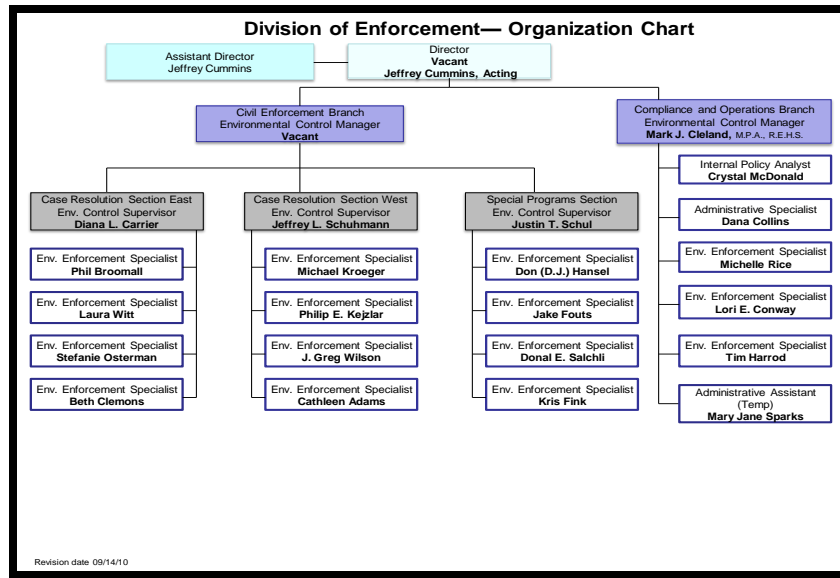 Division of Enforcement— Organization Chart
Assistant Director
Jeffrey Cummins
Director
Vacant
Jeffrey Cummins, Acting
Civil Enforcement Branch
Environmental Control Manager
Vacant
Compliance and Operations Branch
Environmental Control Manager
Mark J. Cleland, M.P.A., R.E.H.S.
Case Resolution Section East
Env. Control Supervisor
Diana L. Carrier
Env. Enforcement Specialist
Phil Broomall
Env. Enforcement Specialist
Laura Witt
Env. Enforcement Specialist
Stefanie Osterman
Env. Enforcement Specialist
Beth Clemons
Case Resolution Section West
Env. Control Supervisor
Jeffrey L. Schuhmann
Env. Enforcement Specialist
Michael Kroeger
Env. Enforcement Specialist
Philip E. Kejzlar
Env. Enforcement Specialist
J. Greg Wilson
Env. Enforcement Specialist
Cathleen Adams
Special Programs Section
Env. Control Supervisor
Justin T. Schul
Env. Enforcement Specialist
Don (D.J.) Hansel
Env. Enforcement Specialist
Jake Fouts
Env. Enforcement Specialist
Donal E. Salchli
Env. Enforcement Specialist
Kris Fink
Internal Policy Analyst
Crystal McDonald
Administrative Specialist
Dana Collins
Env. Enforcement Specialist
Michelle Rice
Env. Enforcement Specialist
Lori E. Conway
Env. Enforcement Specialist
Tim Harrod
Administrative Assistant
(Temp)
Mary Jane Sparks
Revision date 09/14/10